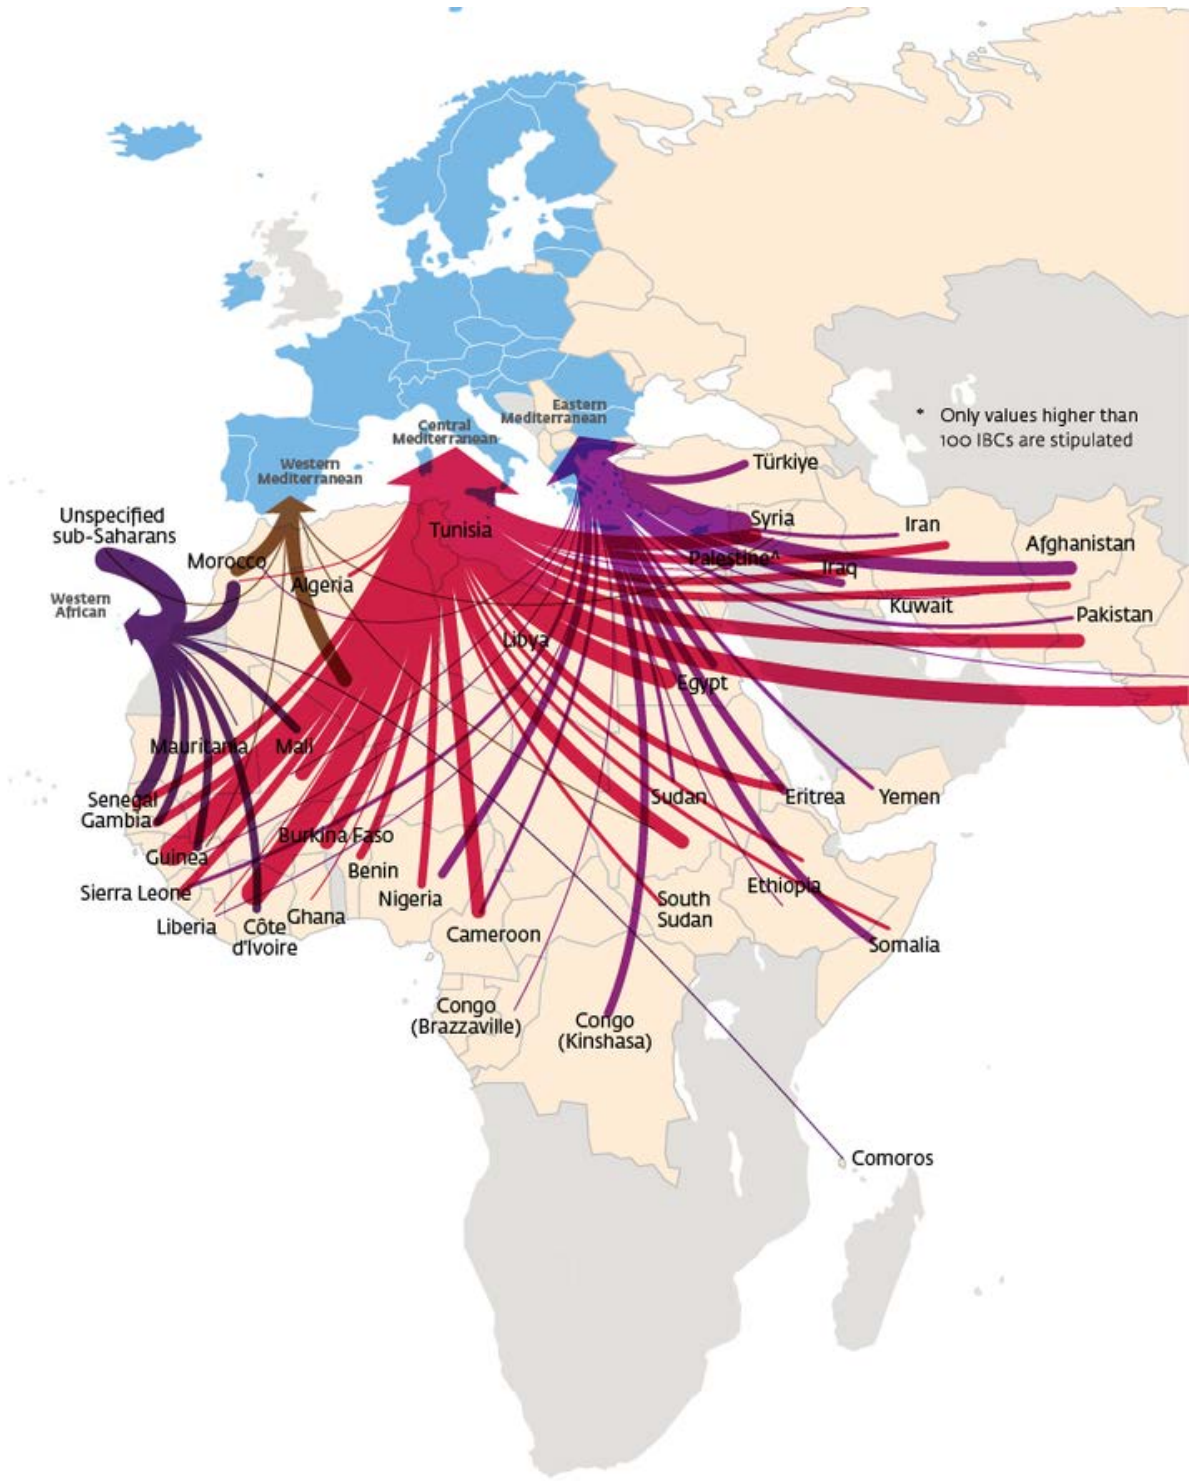 * Only values higher than
100 IBCs are stipulated
Eastern
Mediterranean
Central
Mediterranean
Western
Mediterranean
Türkiye
Unspecified
sub-Saharans
Syria
Iran
Tunisia
Afghanistan
Palestine*
Morocco
Iraq
Algeria
Western
African
Kuwait
Pakistan
Libya
Egypt
Mauritania
Mali
Senegal
Sudan
Eritrea
Yemen
Gambia
Burkina Faso
Guinea
Benin
Sierra Leone
Nigeria
Ethiopia
South
Sudan
Liberia
Côte
d'Ivoire
Ghana
Cameroon
Somalia
Congo
(Brazzaville)
Congo
(Kinshasa)
Comoros